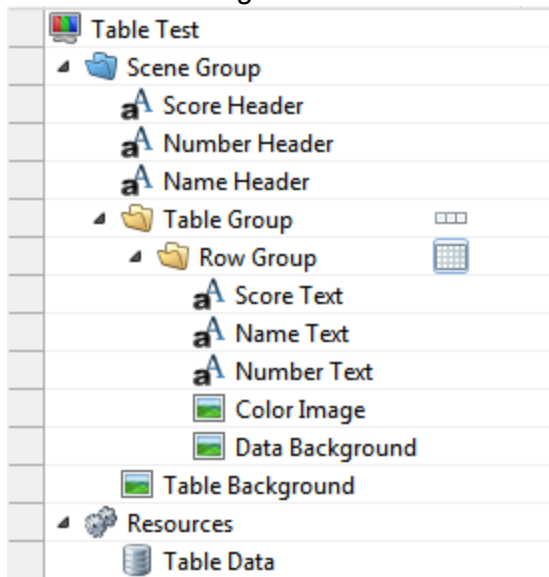 Table Test
Scene Group
Score Header
Number Header
Name Header
Table Group
Row Group
Score Text
Name Text
Number Text
Color Image
Data Background
Table Background
Resources
Table Data